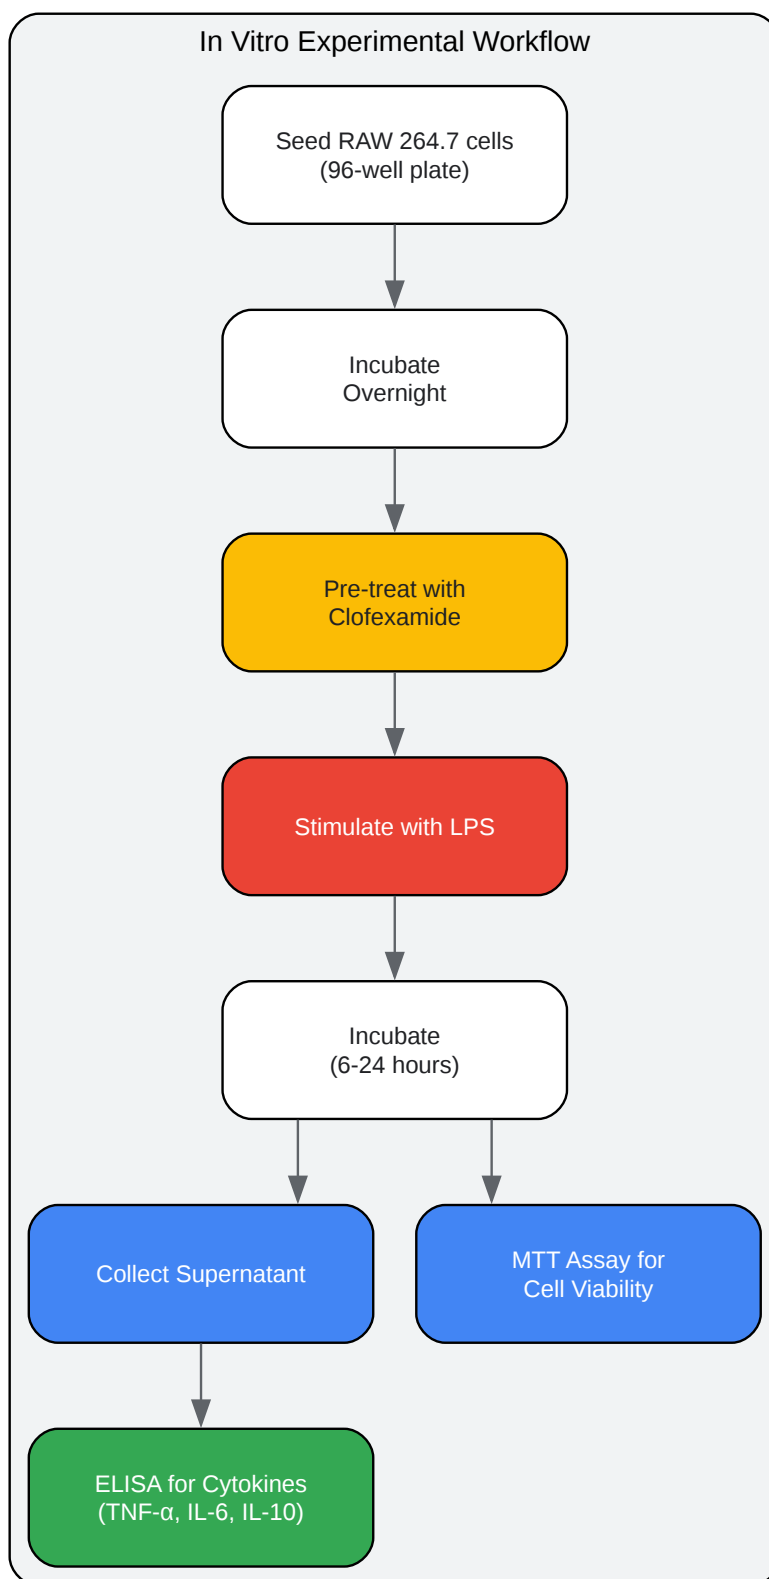 In Vitro Experimental Workflow
Seed RAW 264.7 cells
(96-well plate)
Incubate
Overnight
Pre-treat with
Clofexamide
Stimulate with LPS
Incubate
(6-24 hours)
Collect Supernatant
MTT Assay for
Cell Viability
ELISA for Cytokines
(TNF-α, IL-6, IL-10)